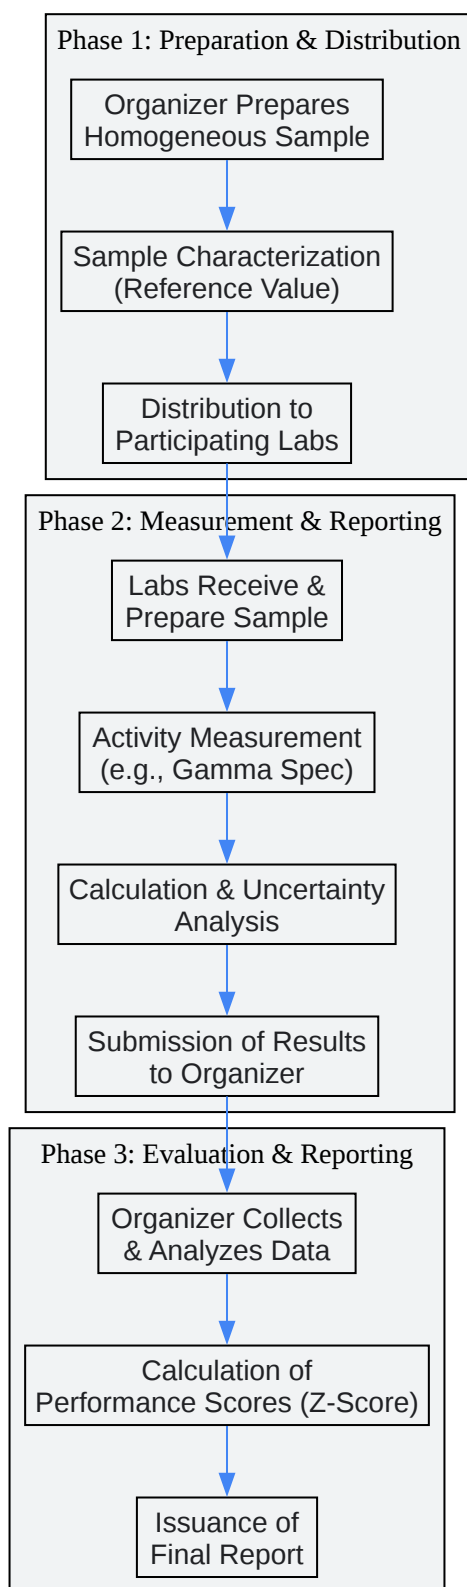 Phase 1: Preparation & Distribution
Organizer Prepares
Homogeneous Sample
Sample Characterization
(Reference Value)
Distribution to
Participating Labs
Phase 2: Measurement & Reporting
Labs Receive &
Prepare Sample
Activity Measurement
(e.g., Gamma Spec)
Calculation & Uncertainty
Analysis
Submission of Results
to Organizer
Phase 3: Evaluation & Reporting
Organizer Collects
& Analyzes Data
Calculation of
Performance Scores (Z-Score)
Issuance of
Final Report